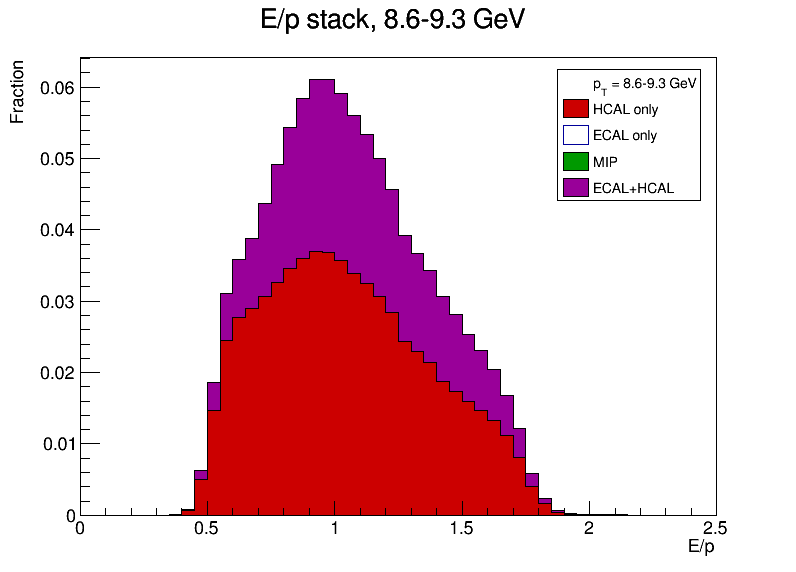 E/p stack, 8.6-9.3 GeV
Fraction
p_T = 8.6-9.3 GeV
HCAL only
ECAL only
MIP
ECAL+HCAL
0.06
0.05
0.04
0.03
0.02
0.01
0
0 0.5 1 1.5 2 2.5
E/p